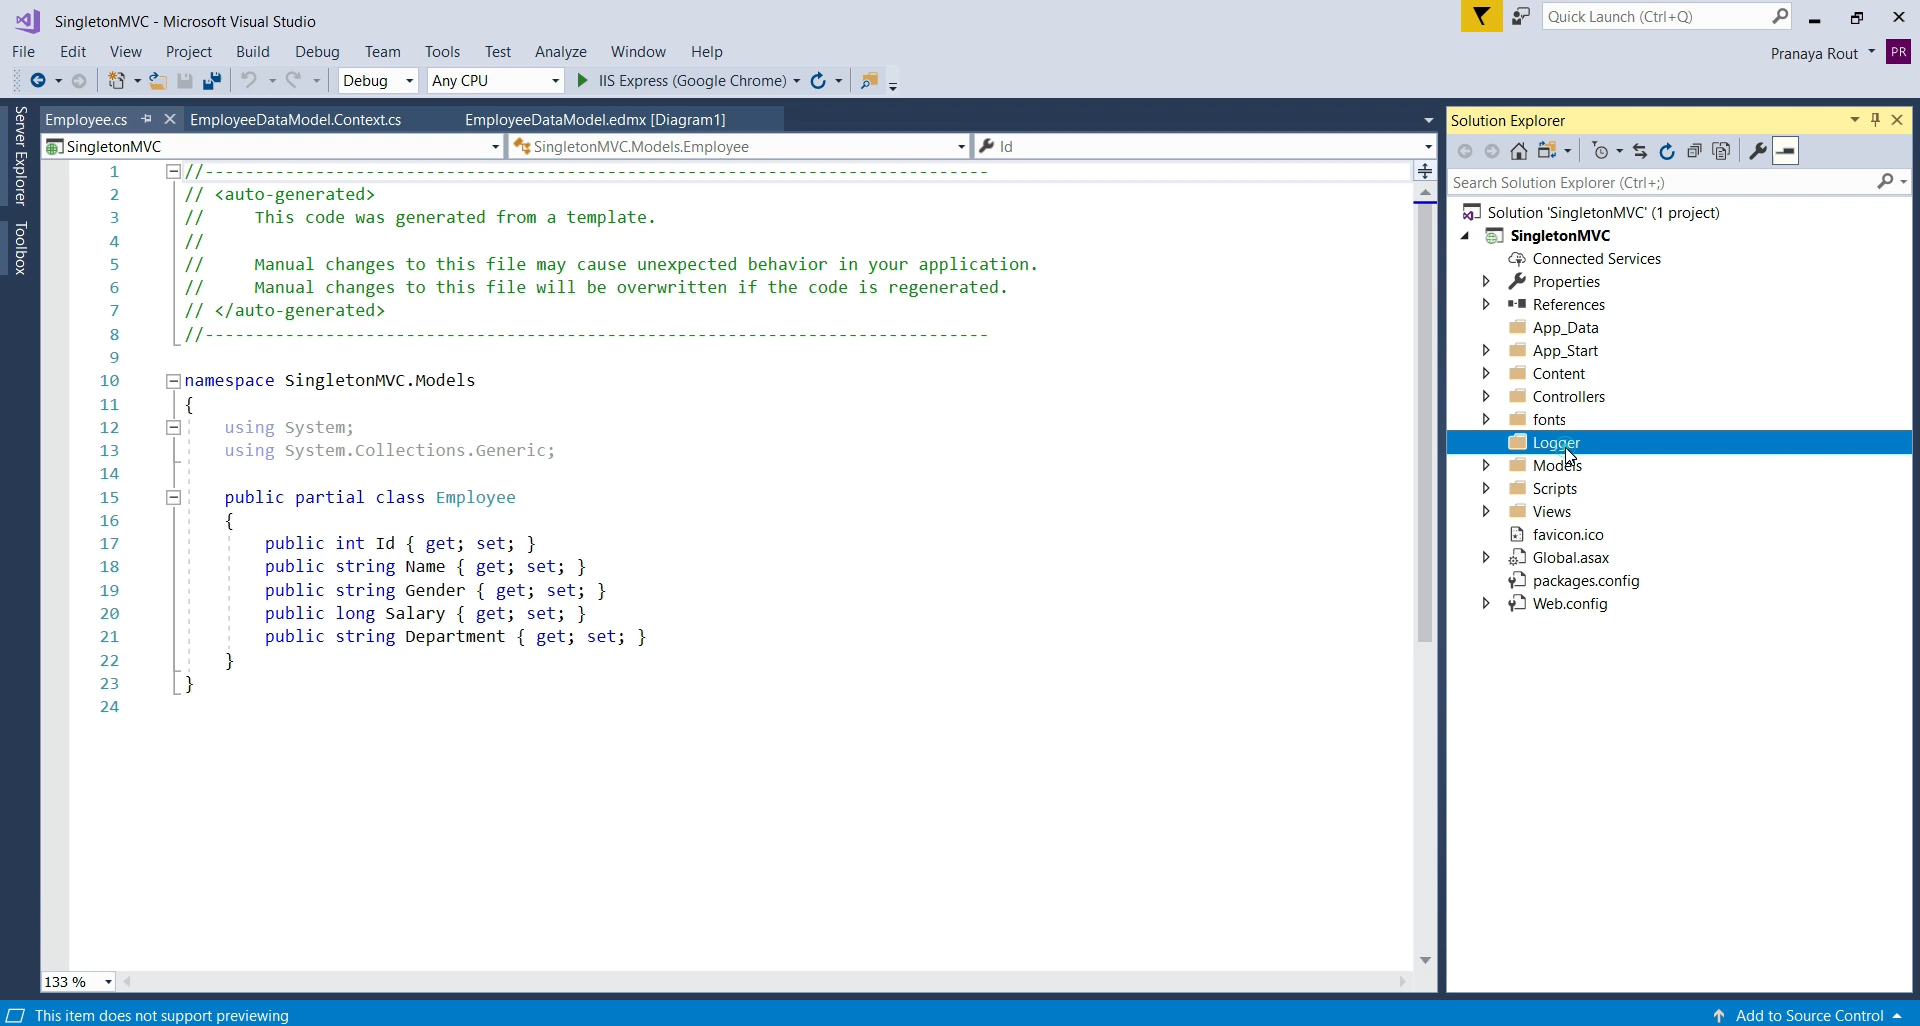 SingletonMVC - Microsoft Visual Studio
Quick Launch (Ctrl+Q)
File Edit View Project Build Debug Team Tools Test Analyze Window Help
Pranaya Rout PR
Debug Any CPU IIS Express (Google Chrome)
Server Explorer
Toolbox
Employee.cs EmployeeDataModel.Context.cs EmployeeDataModel.edmx [Diagram1]
SingletonMVC SingletonMVC.Models.Employee Id
1 //------------------------------------------------------------------------------
2 // <auto-generated>
3 //     This code was generated from a template.
4 //
5 //     Manual changes to this file may cause unexpected behavior in your application.
6 //     Manual changes to this file will be overwritten if the code is regenerated.
7 // </auto-generated>
8 //------------------------------------------------------------------------------
9
10 namespace SingletonMVC.Models
11 {
12     using System;
13     using System.Collections.Generic;
14
15     public partial class Employee
16     {
17         public int Id { get; set; }
18         public string Name { get; set; }
19         public string Gender { get; set; }
20         public long Salary { get; set; }
21         public string Department { get; set; }
22     }
23 }
24
133 %
Solution Explorer
Search Solution Explorer (Ctrl+;)
Solution 'SingletonMVC' (1 project)
SingletonMVC
Connected Services
Properties
References
App_Data
App_Start
Content
Controllers
fonts
Logger
Models
Scripts
Views
favicon.ico
Global.asax
packages.config
Web.config
This item does not support previewing
Add to Source Control